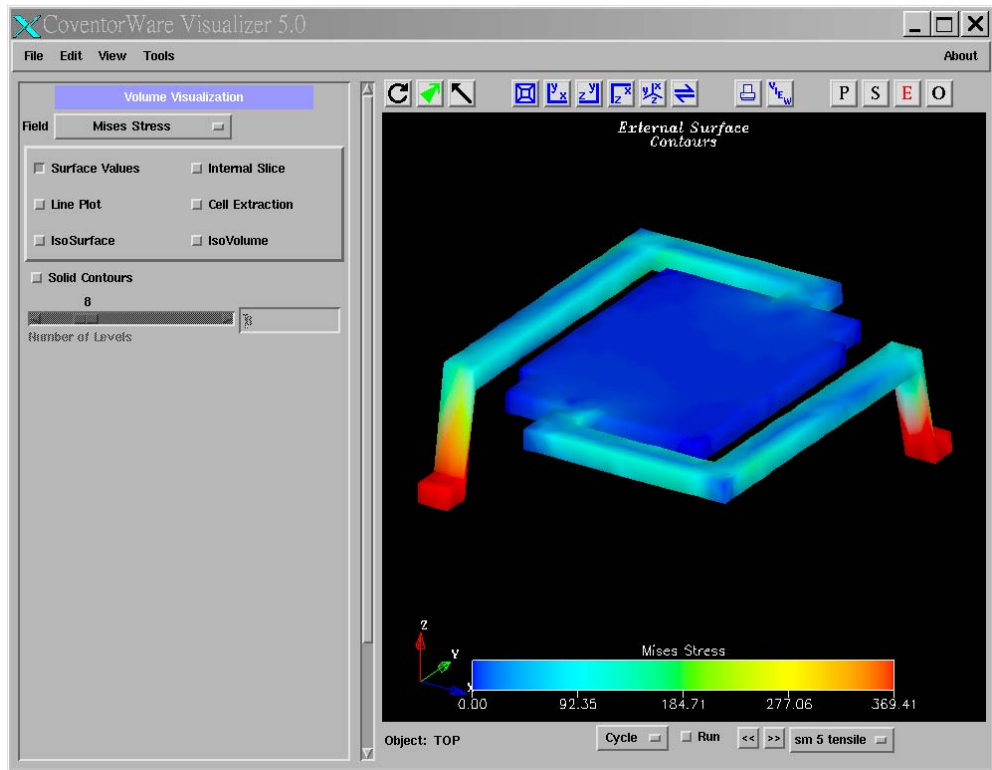 CoventorWare Visualizer 5.0
File Edit View Tools About
Volume Visualization
Field Mises Stress
Surface Values Internal Slice
Line Plot Cell Extraction
IsoSurface IsoVolume
Solid Contours
8
8
Number of Levels
P S E O
External Surface
Contours
Z
Y
X
Mises Stress
0.00 92.35 184.71 277.06 369.41
Object: TOP Cycle Run << >> sm 5 tensile